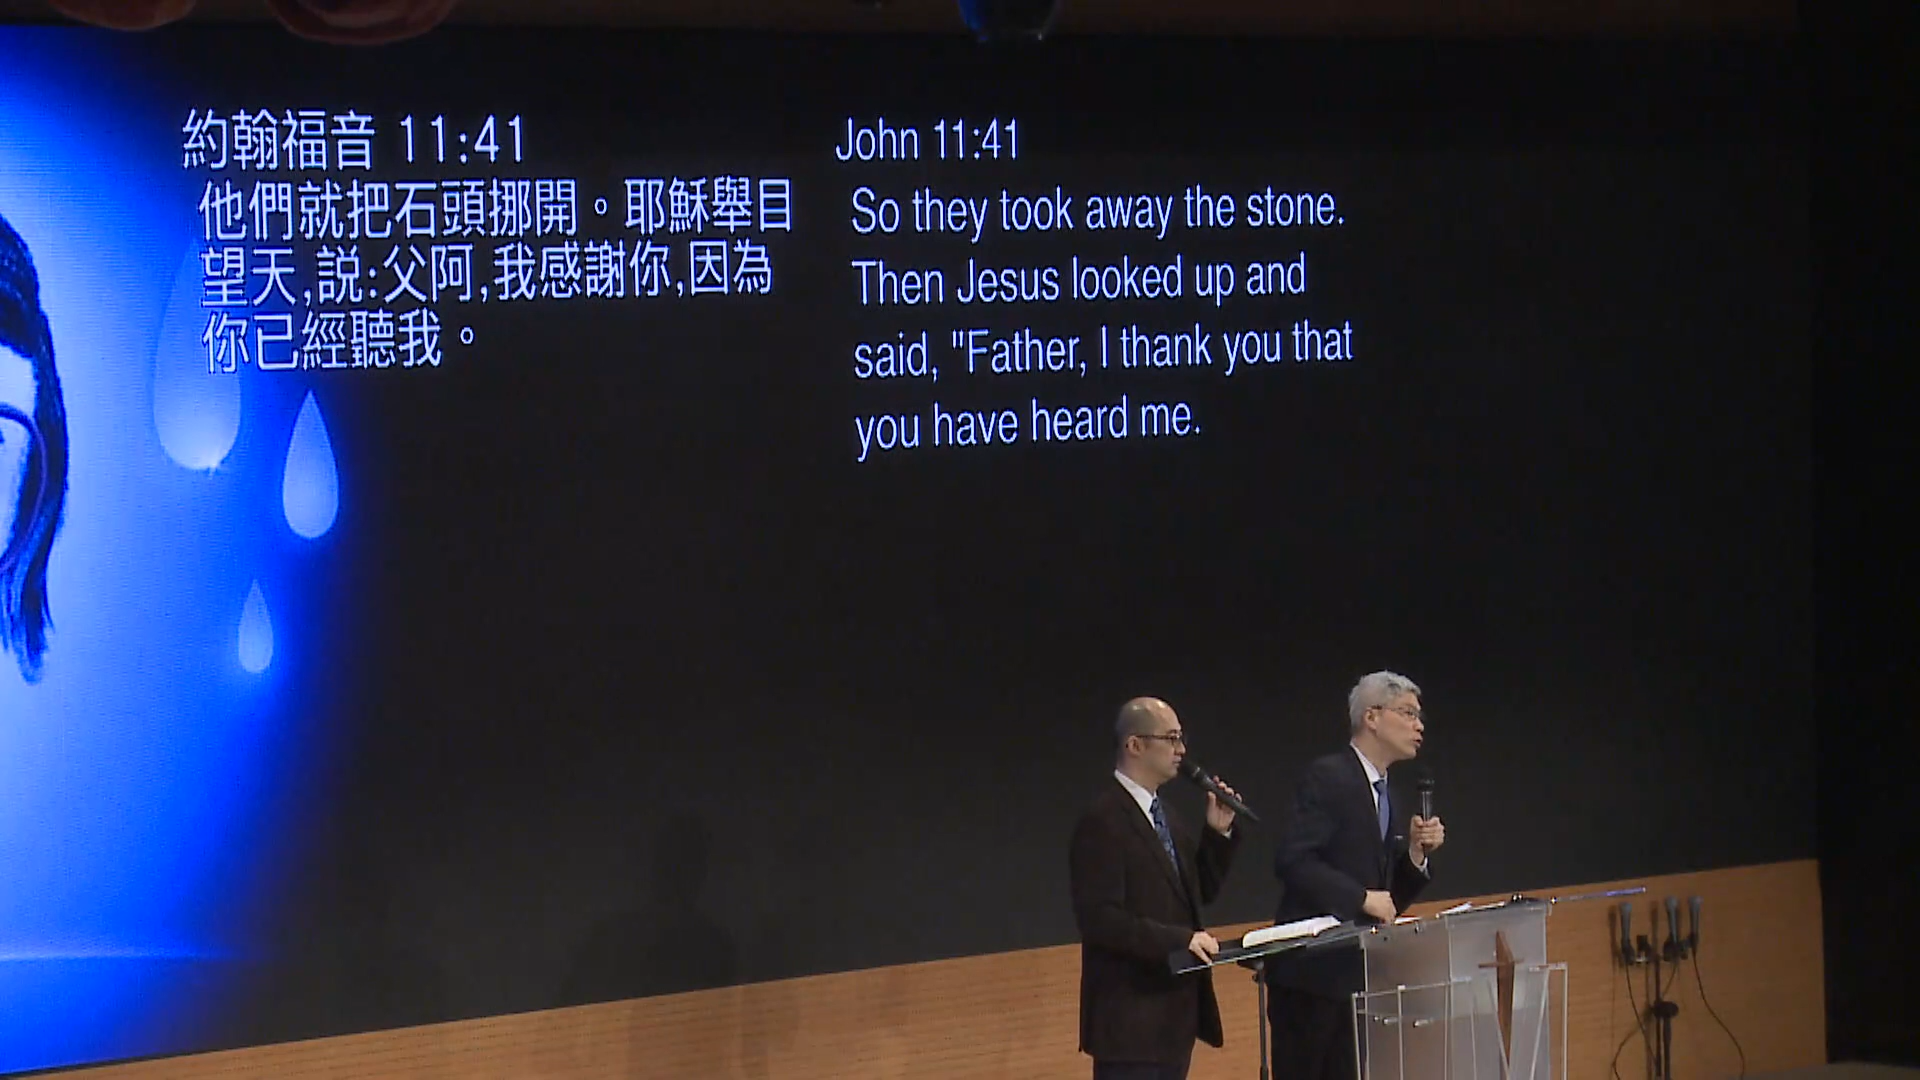 約翰福音 11:41
他們就把石頭挪開。耶穌舉目
望天,説:父阿,我感謝你,因為
你已經聽我。
John 11:41
So they took away the stone.
Then Jesus looked up and
said, "Father, I thank you that
you have heard me.